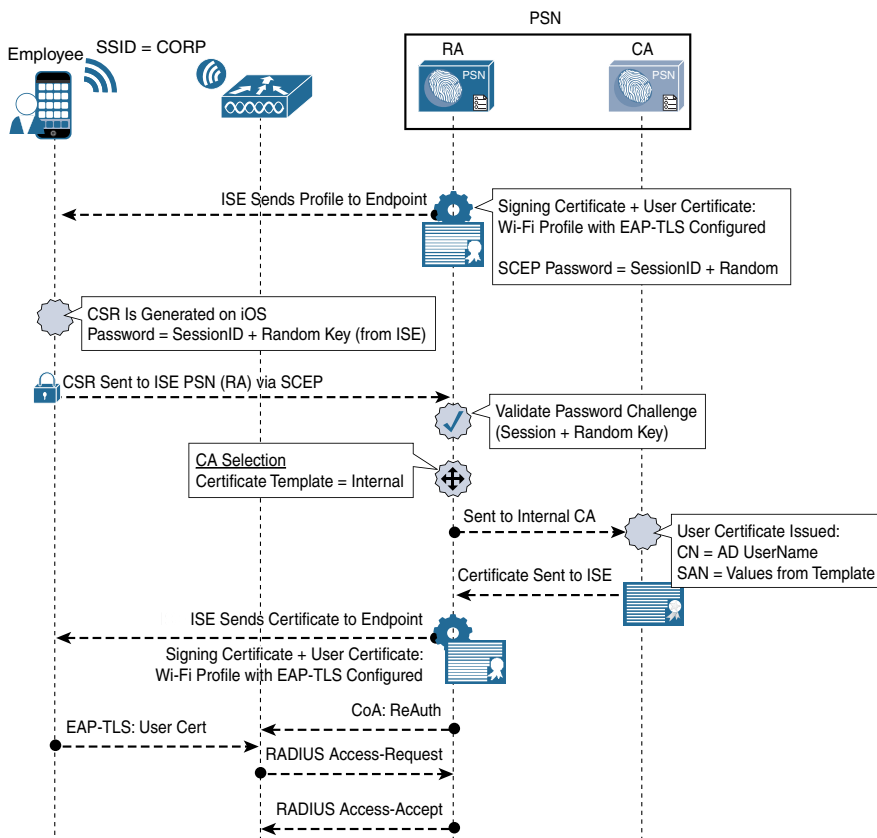 PSN
Employee
SSID = CORP
RA
CA
PSN
PSN
ISE Sends Profile to Endpoint
Signing Certificate + User Certificate:
Wi-Fi Profile with EAP-TLS Configured
SCEP Password = SessionID + Random
CSR Is Generated on iOS
Password = SessionID + Random Key (from ISE)
CSR Sent to ISE PSN (RA) via SCEP
Validate Password Challenge
(Session + Random Key)
CA Selection
Certificate Template = Internal
Sent to Internal CA
User Certificate Issued:
CN = AD UserName
SAN = Values from Template
Certificate Sent to ISE
ISE Sends Certificate to Endpoint
Signing Certificate + User Certificate:
Wi-Fi Profile with EAP-TLS Configured
CoA: ReAuth
EAP-TLS: User Cert
RADIUS Access-Request
RADIUS Access-Accept